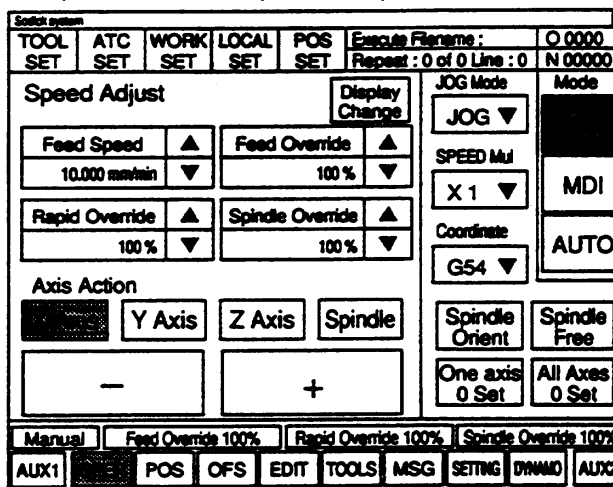 Sodick system
TOOL SET ATC SET WORK SET LOCAL SET POS SET Execute Filename : O 0000
Repeat : 0 of 0 Line : 0 N 00000
Speed Adjust Display Change JOG Mode Mode
JOG ▼
Feed Speed ▲ Feed Override ▲ SPEED Mul
10.000 mm/min ▼ 100 % ▼ X 1 ▼ MDI
Rapid Override ▲ Spindle Override ▲ Coordinate AUTO
100 % ▼ 100 % ▼ G54 ▼
Axis Action
Y Axis Z Axis Spindle Spindle Orient Spindle Free
− + One axis 0 Set All Axes 0 Set
Manual Feed Override 100% Rapid Override 100% Spindle Override 100%
AUX1 POS OFS EDIT TOOLS MSG SETTING DYNAMO